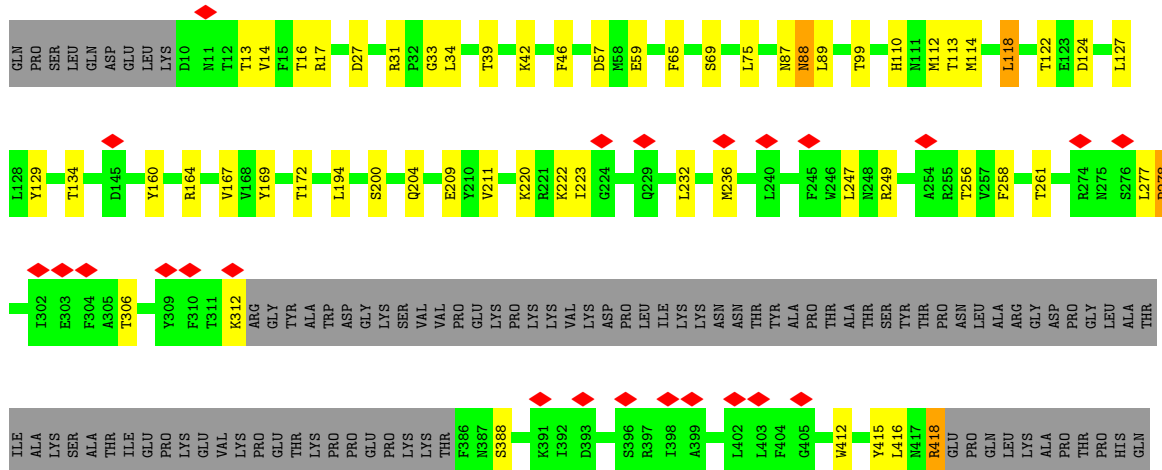 GLN PRO SER LEU GLN ASP GLU LEU LYS D10 N11 T12 T13 V14 F15 T16 R17 D27 R31 P32 G33 L34 T39 K42 F46 D57 M58 E59 F65 S69 L75 N87 N88 L89 T99 H110 N111 M112 T113 M114 L118 T122 E123 D124 L127
L128 Y129 T134 D145 Y160 R164 V167 V168 Y169 T172 L194 S200 Q204 E209 Y210 V211 K220 R221 K222 I223 G224 Q229 L232 M236 L240 F245 W246 L247 N248 R249 A254 R255 T256 V257 F258 T261 R274 N275 S276 L277
I302 E303 F304 A305 T306 Y309 F310 T311 K312 ARG GLY TYR ALA TRP ASP GLY LYS SER VAL VAL PRO GLU LYS PRO LYS LYS VAL LYS ASP PRO LEU ILE LYS LYS ASN ASN THR TYR ALA PRO THR ALA THR SER TYR THR PRO ASN LEU ALA ARG GLY ASP PRO GLY LEU ALA THR
ILE ALA LYS SER ALA THR ILE GLU PRO LYS GLU VAL LYS PRO GLU THR LYS PRO PRO GLU PRO LYS LYS THR F386 N387 S388 K391 I392 D393 S396 R397 I398 A399 L402 L403 F404 G405 W412 Y415 L416 N417 R418 GLU PRO GLN LEU LYS ALA PRO THR PRO HIS GLN